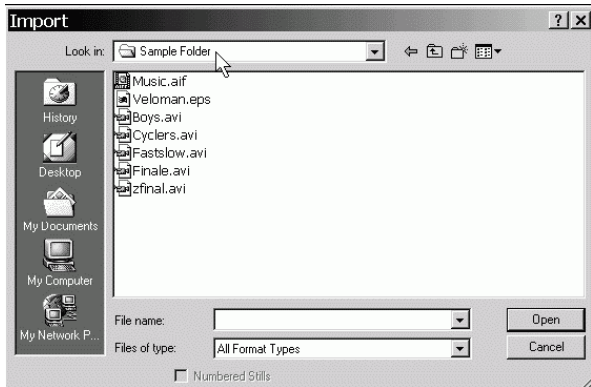 Import
Look in: Sample Folder
History
Desktop
My Documents
My Computer
My Network P...
Music.aif
Veloman.eps
Boys.avi
Cyclers.avi
Fastslow.avi
Finale.avi
zfinal.avi
File name:
Open
Files of type: All Format Types
Cancel
Numbered Stills